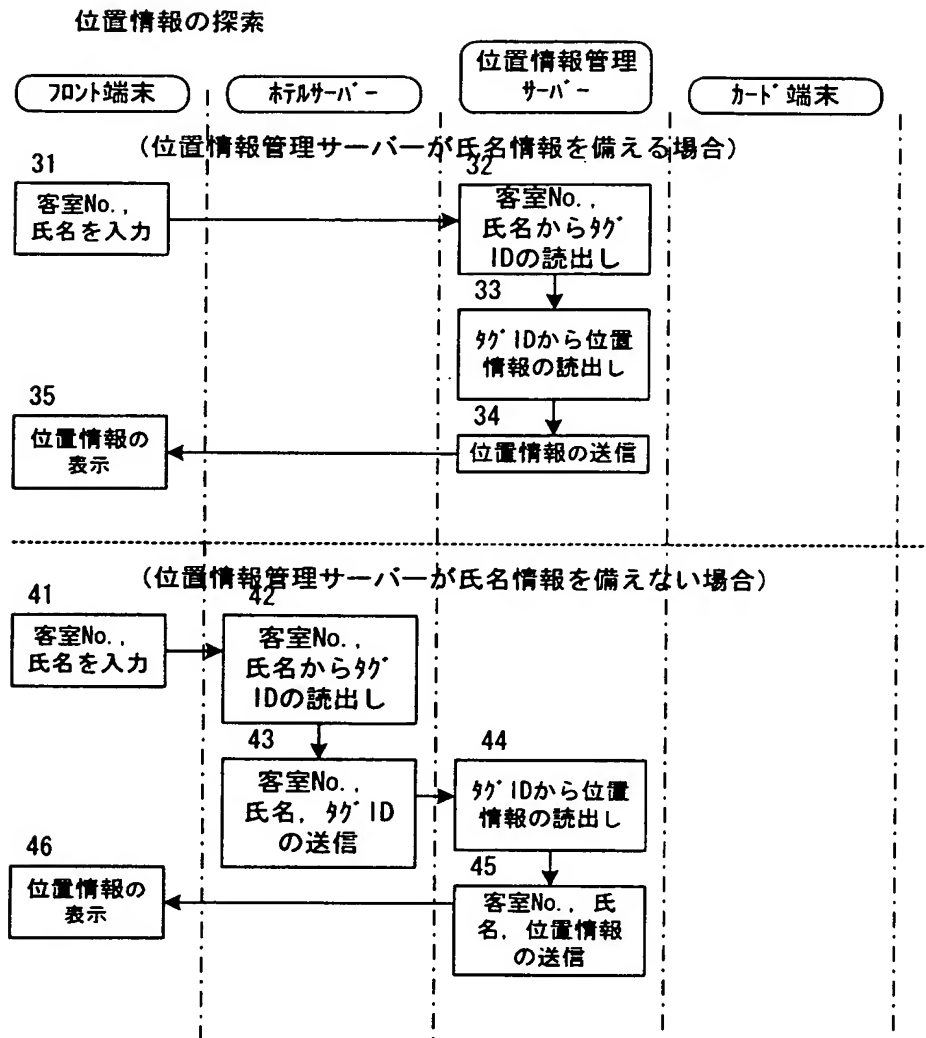 位置情報の探索
フロント端末
ホテルサーバー
位置情報管理
サーバー
カード端末
(位置情報管理サーバーが氏名情報を備える場合)
31
客室No.,
氏名を入力
32
客室No.,
氏名からタグ
IDの読出し
33
タグIDから位置
情報の読出し
34
位置情報の送信
35
位置情報の
表示
(位置情報管理サーバーが氏名情報を備えない場合)
41
客室No.,
氏名を入力
42
客室No.,
氏名からタグ
IDの読出し
43
客室No.,
氏名, タグID
の送信
44
タグIDから位置
情報の読出し
45
客室No., 氏
名, 位置情報
の送信
46
位置情報の
表示